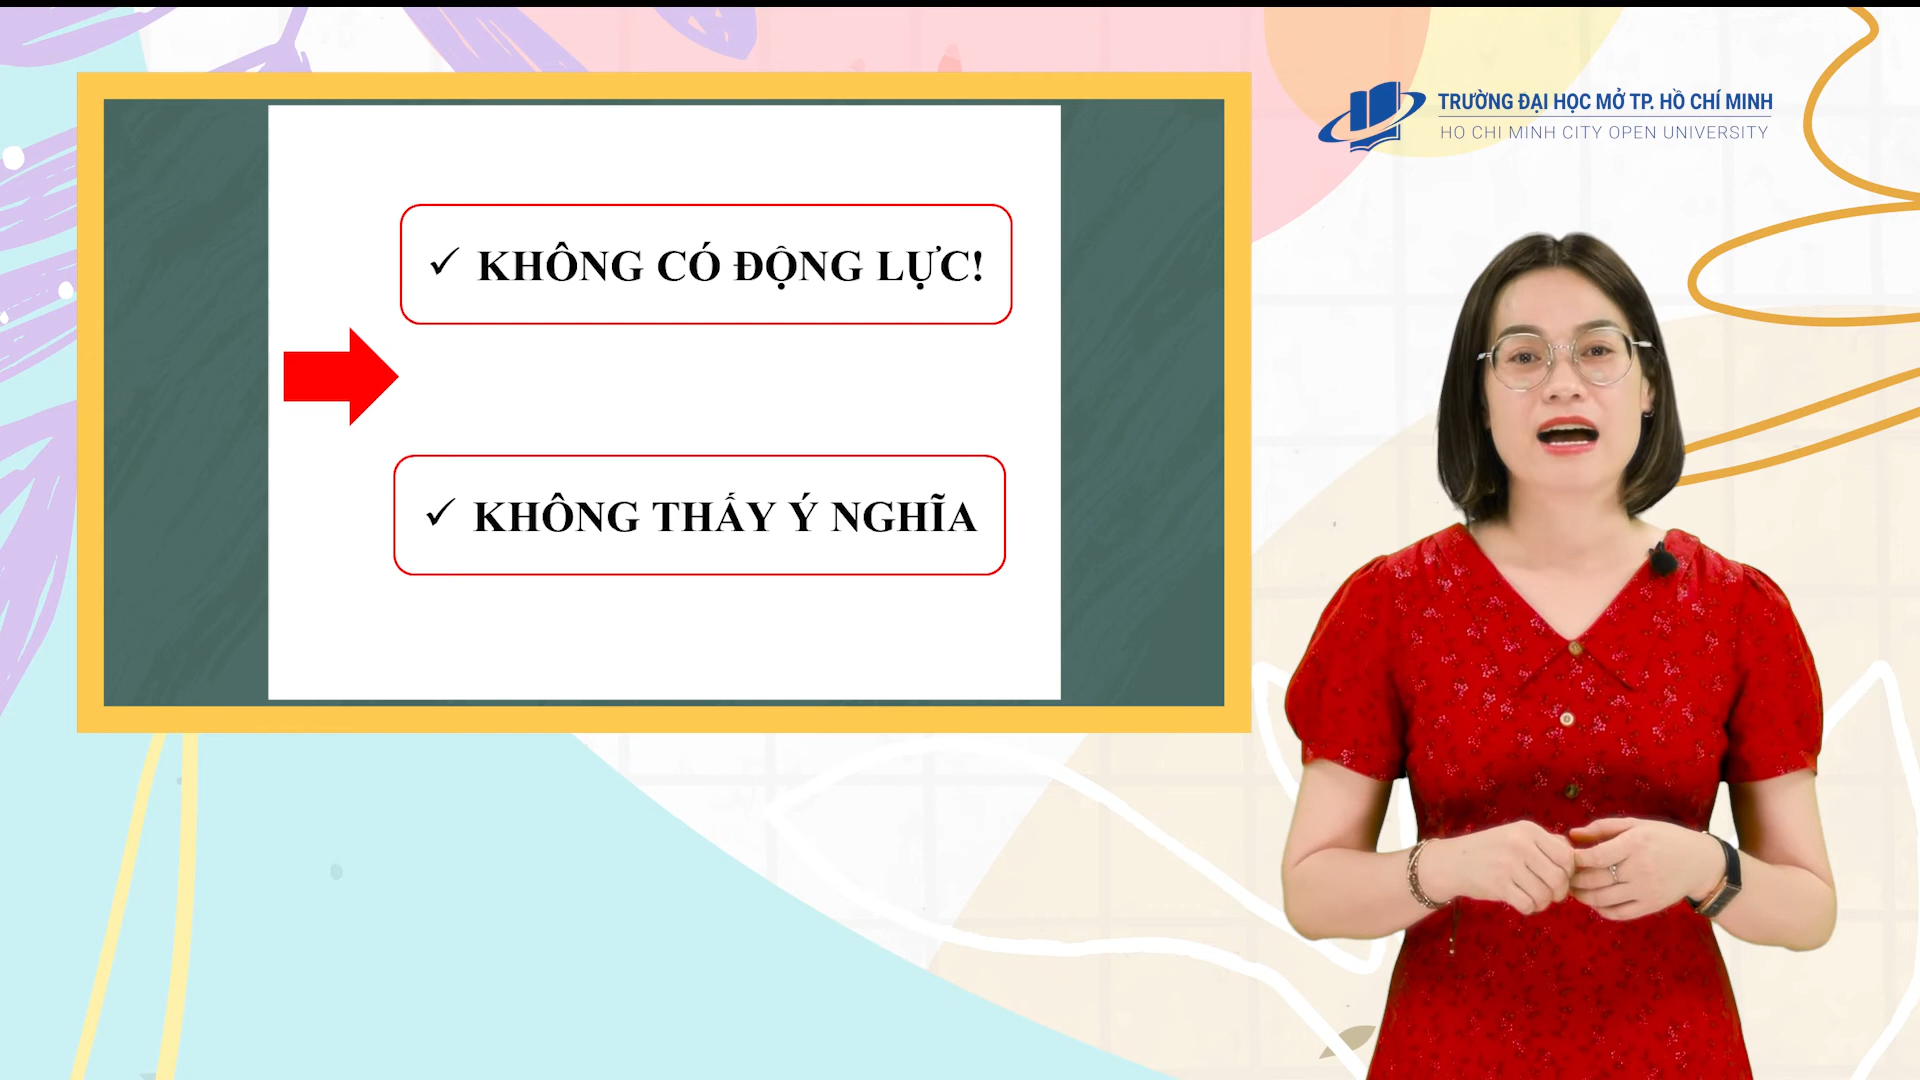 TRƯỜNG ĐẠI HỌC MỞ TP. HỒ CHÍ MINH
HO CHI MINH CITY OPEN UNIVERSITY
✓ KHÔNG CÓ ĐỘNG LỰC!
✓ KHÔNG THẤY Ý NGHĨA